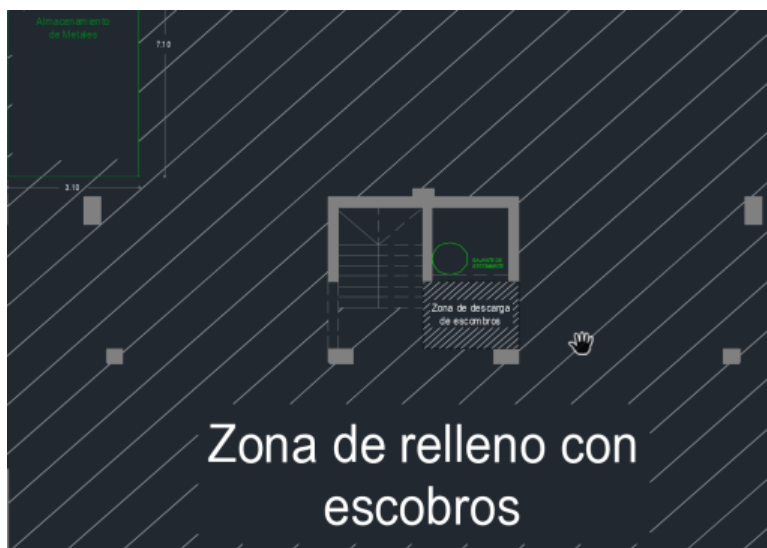 Almacenamiento
de Metales
7.10
3.10
Zona de descarga
de escombros
Zona de relleno con
escobros